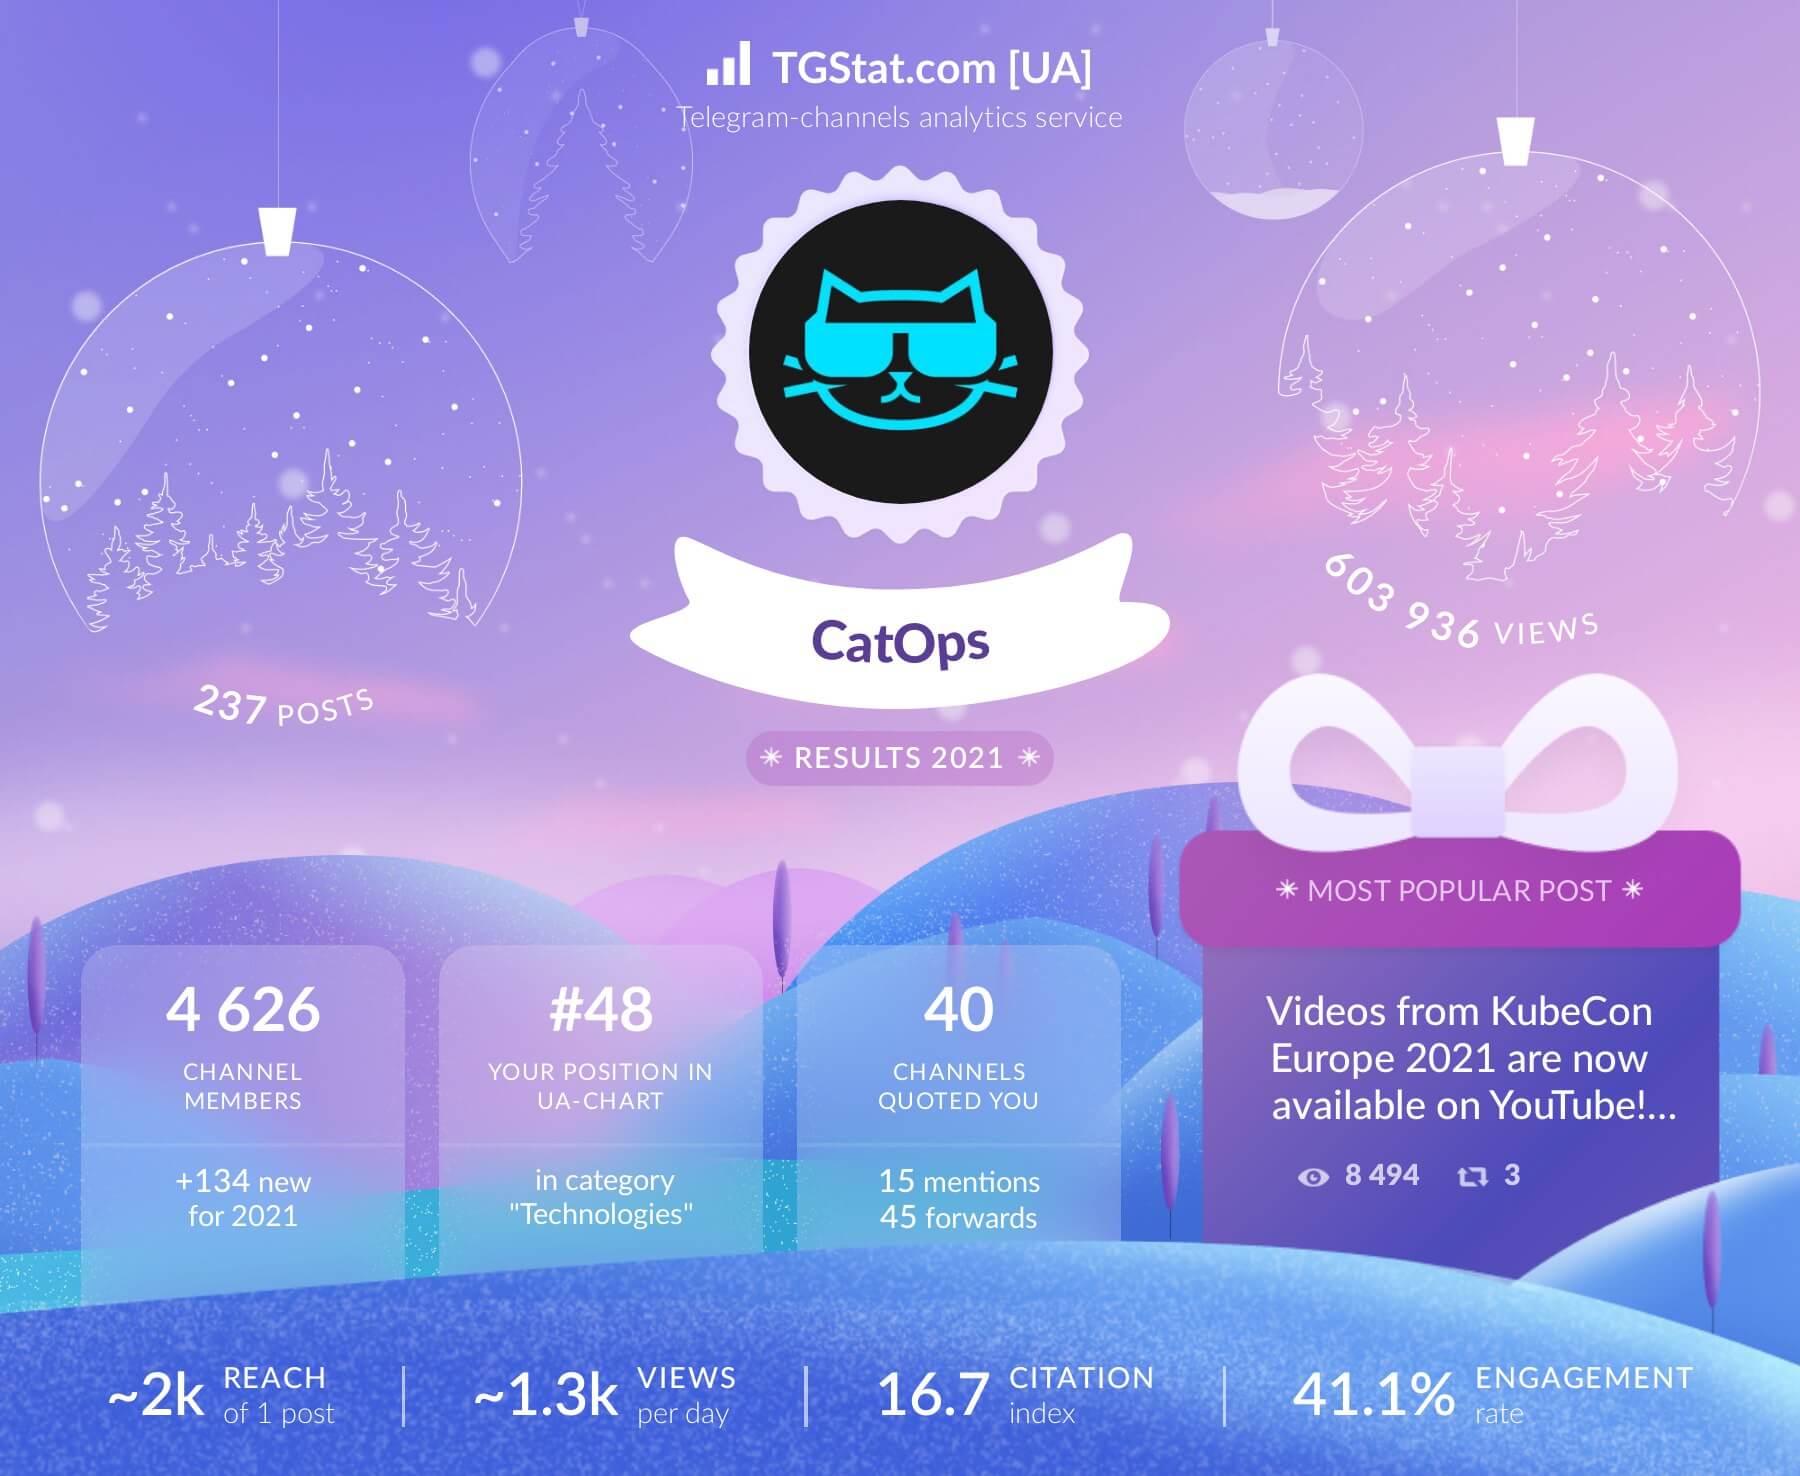 TGStat.com [UA]
Telegram-channels analytics service
CatOps
RESULTS 2021
237 POSTS
603 936 VIEWS
MOST POPULAR POST
Videos from KubeCon
Europe 2021 are now
available on YouTube!...
8 494 3
4 626
CHANNEL
MEMBERS
+134 new
for 2021
#48
YOUR POSITION IN
UA-CHART
in category
"Technologies"
40
CHANNELS
QUOTED YOU
15 mentions
45 forwards
~2k REACH
of 1 post
~1.3k VIEWS
per day
16.7 CITATION
index
41.1% ENGAGEMENT
rate